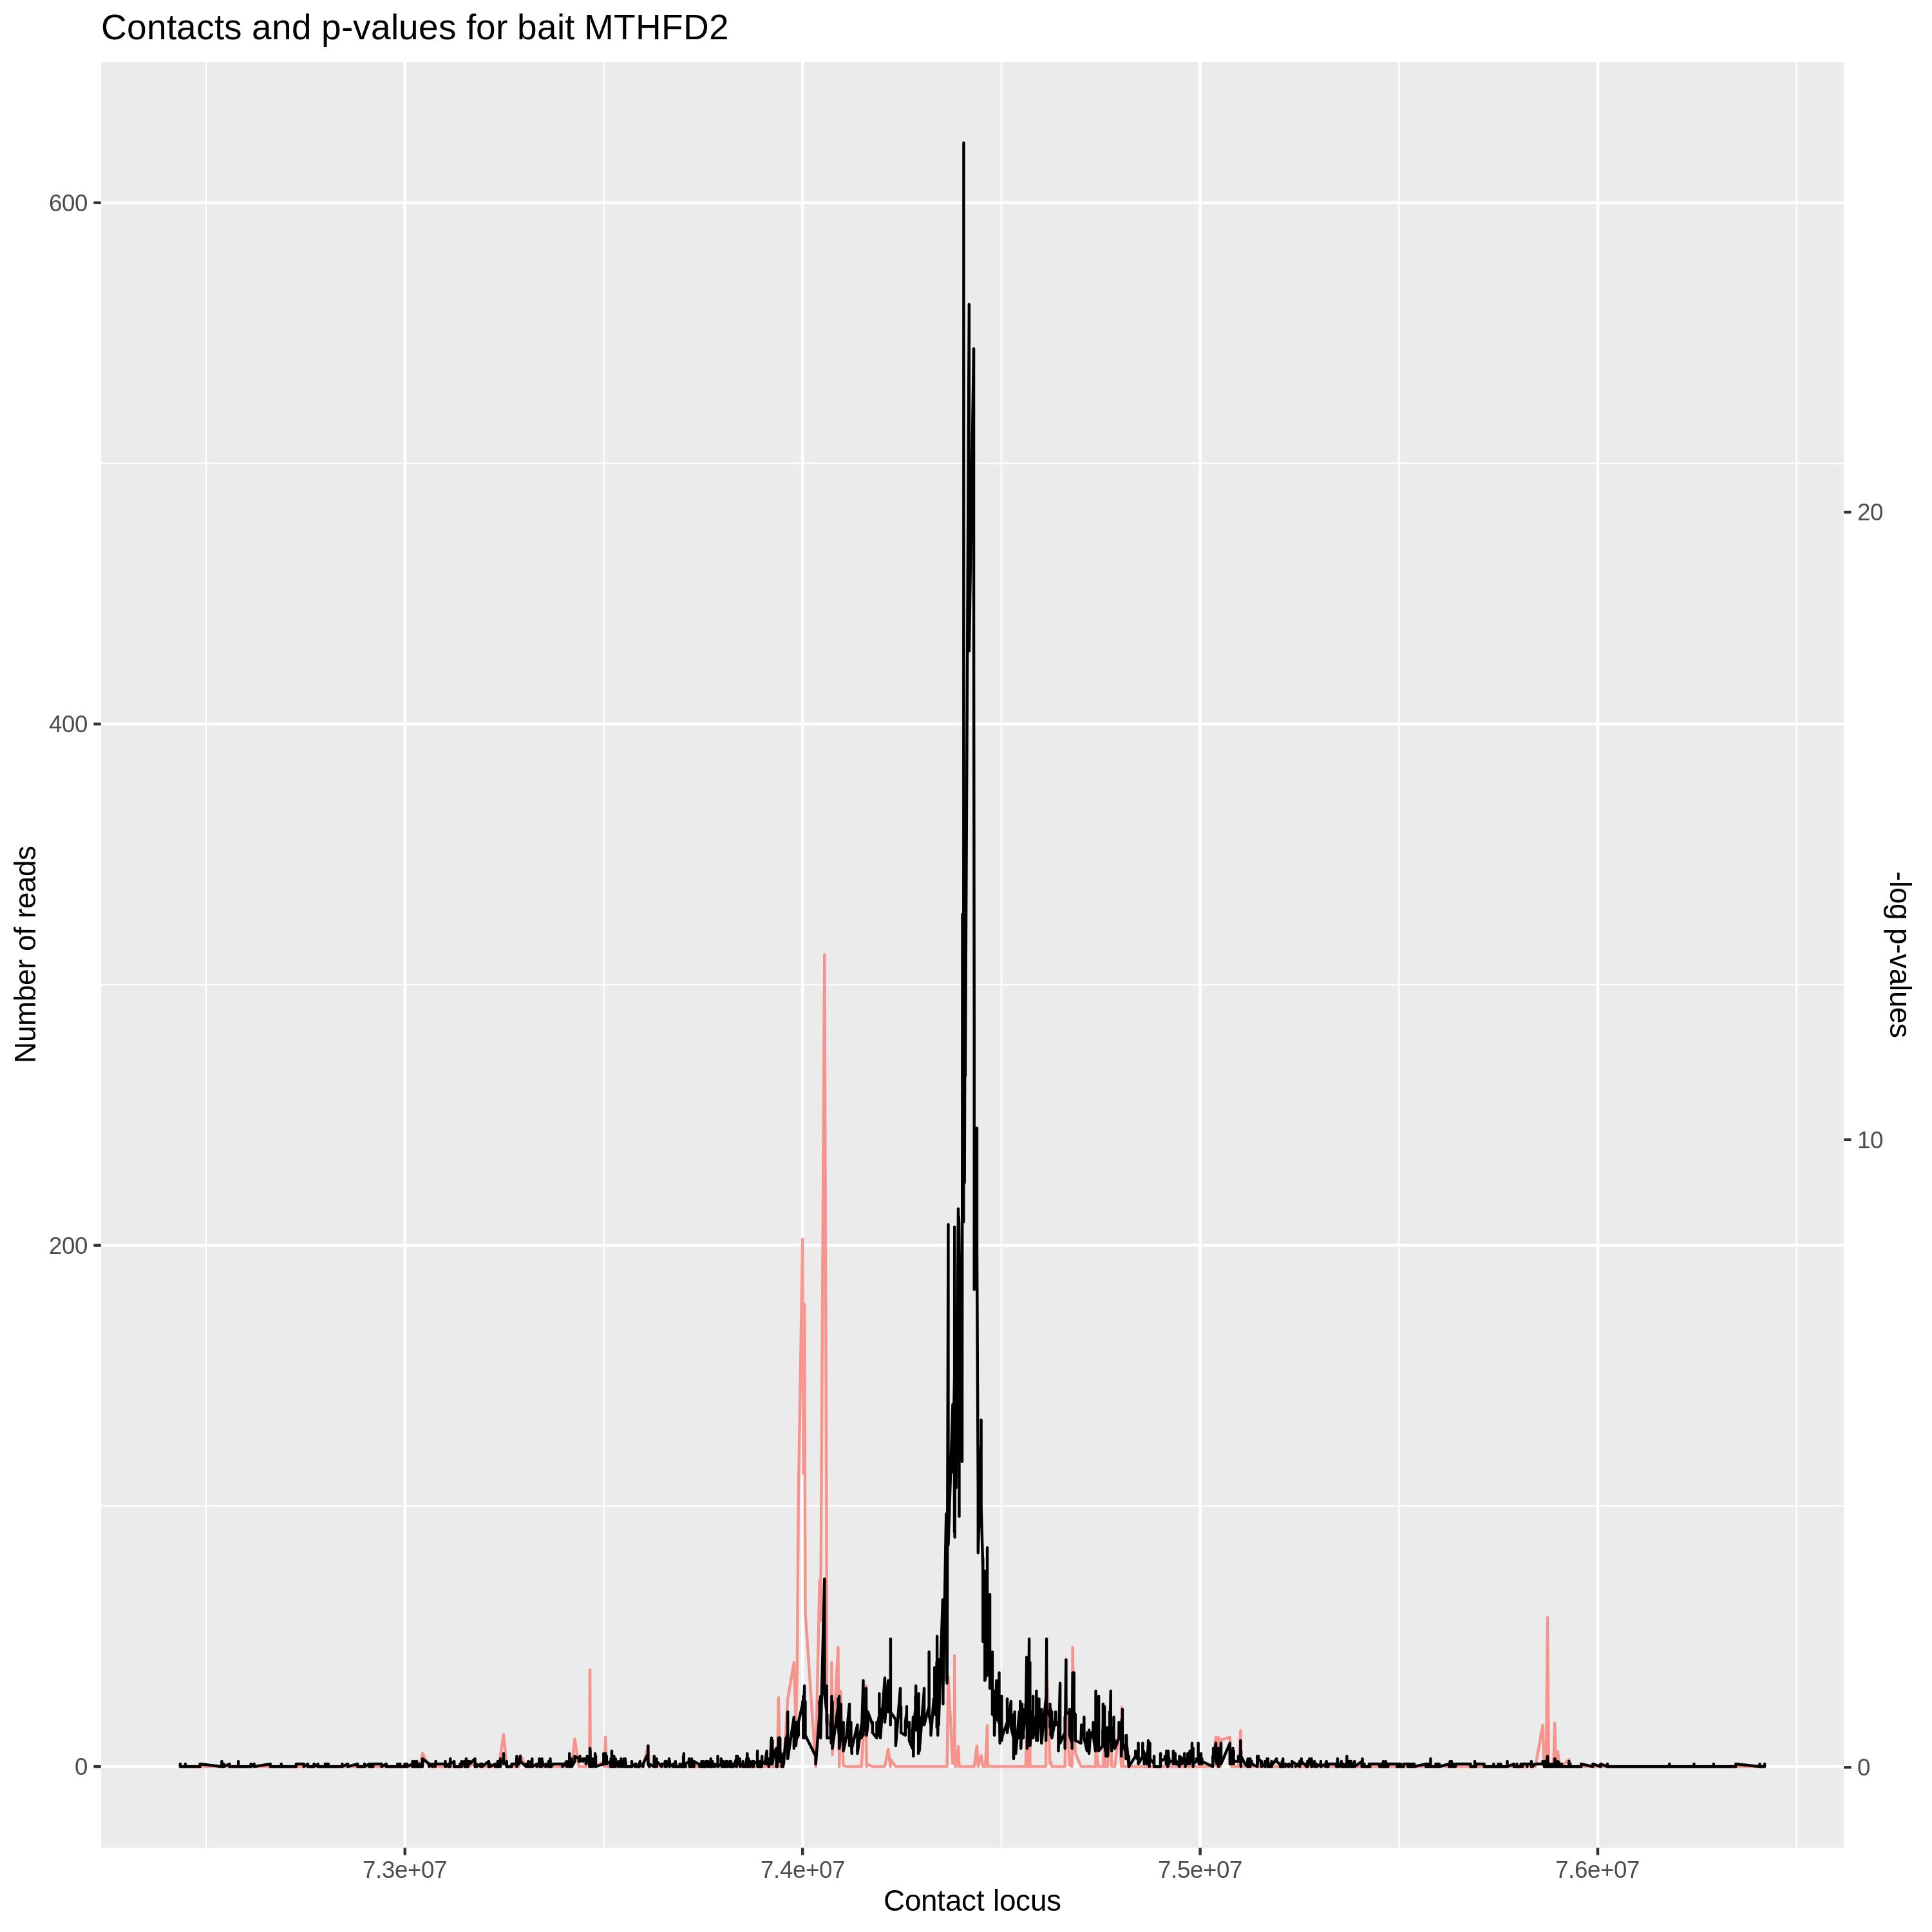 Contacts and p-values for bait MTHFD2
600
400
200
0
Number of reads
20
10
0
-log p-values
7.3e+07
7.4e+07
7.5e+07
7.6e+07
Contact locus